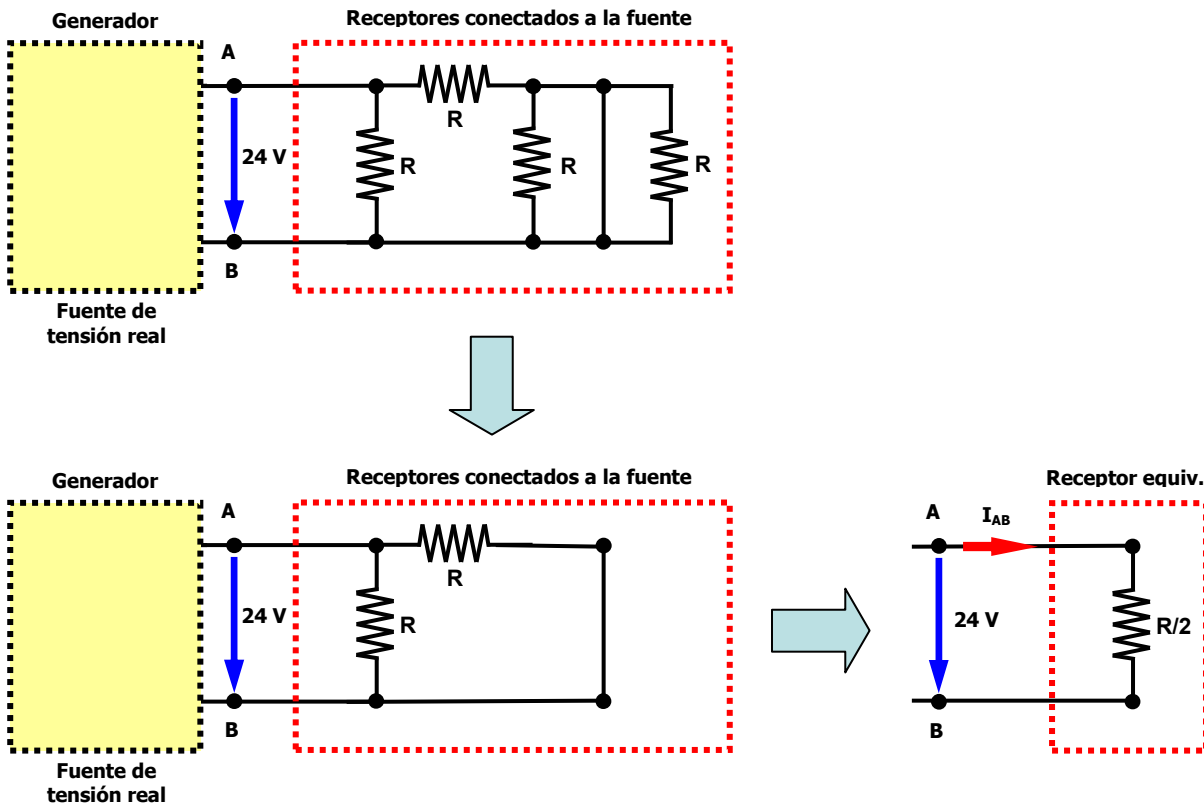 Generador
Receptores conectados a la fuente
A
R
24 V
R
R
R
B
Fuente de
tensión real
Generador
Receptores conectados a la fuente
Receptor equiv.
A
A
I_AB
R
24 V
R
24 V
R/2
B
B
Fuente de
tensión real